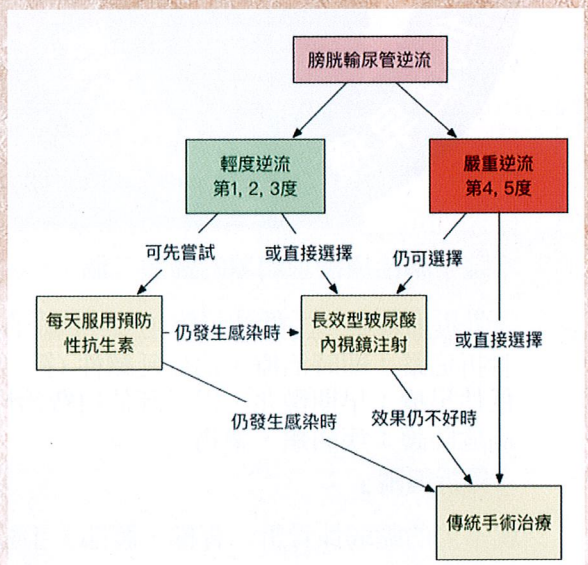 膀胱輸尿管逆流
輕度逆流
第1, 2, 3度
嚴重逆流
第4, 5度
可先嘗試
或直接選擇
仍可選擇
每天服用預防
性抗生素
仍發生感染時
長效型玻尿酸
內視鏡注射
或直接選擇
仍發生感染時
效果仍不好時
傳統手術治療